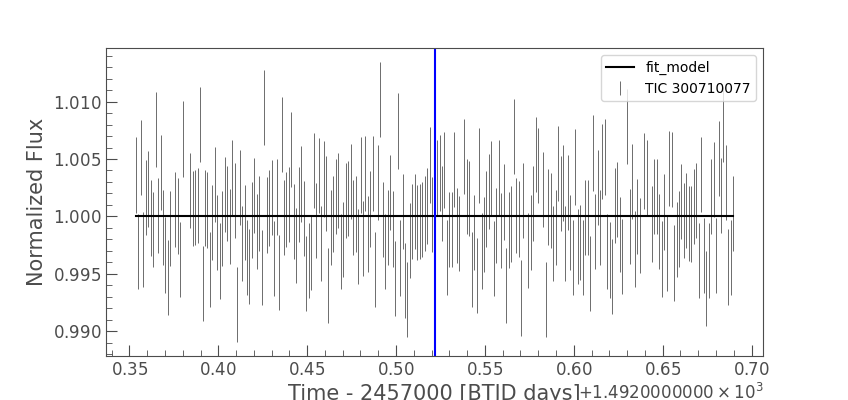 fit_model
TIC 300710077
1.010
1.005
1.000
0.995
0.990
Normalized Flux
0.35 0.40 0.45 0.50 0.55 0.60 0.65 0.70
Time - 2457000 [BTJD days]
+1.4920000000 × 10³